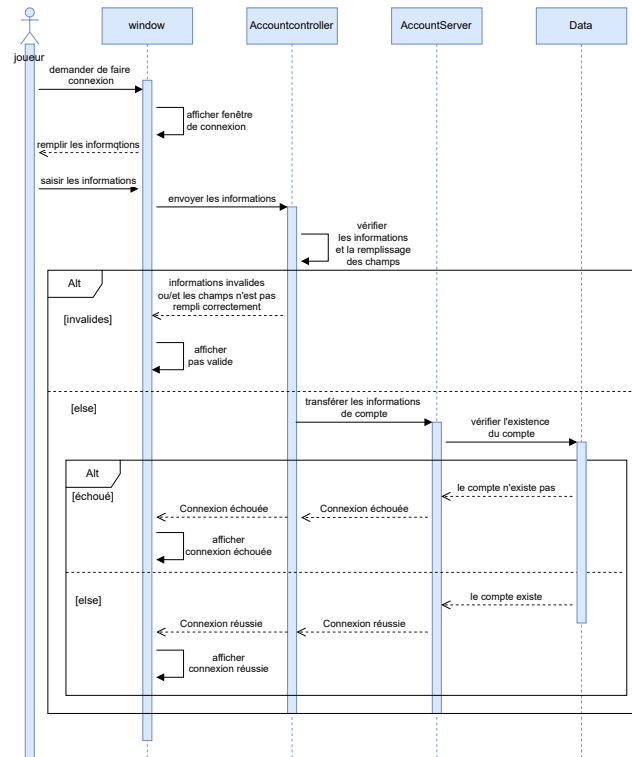 joueur
window
Accountcontroller
AccountServer
Data
demander de faire
connexion
afficher fenêtre
de connexion
remplir les informqtions
saisir les informations
envoyer les informations
vérifier
les informations
et la remplissage
des champs
Alt
informations invalides
ou/et les champs n'est pas
rempli correctement
[invalides]
afficher
pas valide
[else]
transférer les informations
de compte
vérifier l'existence
du compte
Alt
[échoué]
le compte n'existe pas
Connexion échouée
Connexion échouée
afficher
connexion échouée
[else]
le compte existe
Connexion réussie
Connexion réussie
afficher
connexion réussie